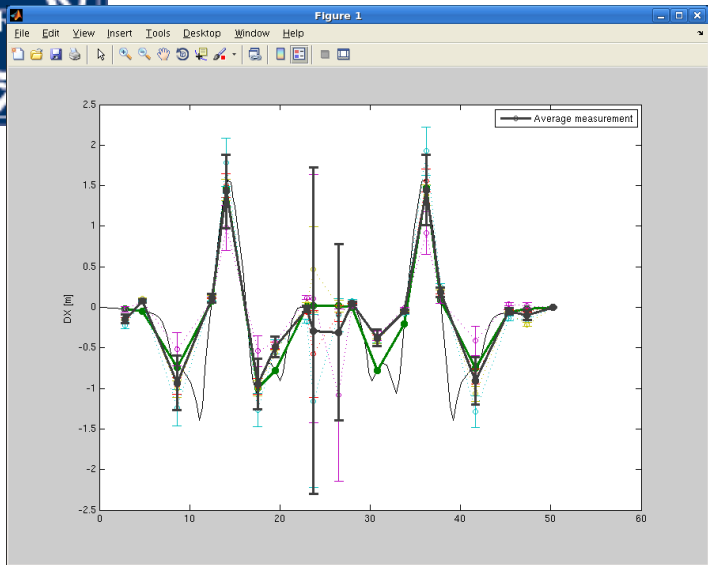 Figure 1
File Edit View Insert Tools Desktop Window Help
Average measurement
DX [m]
2.5
2
1.5
1
0.5
0
-0.5
-1
-1.5
-2
-2.5
0 10 20 30 40 50 60